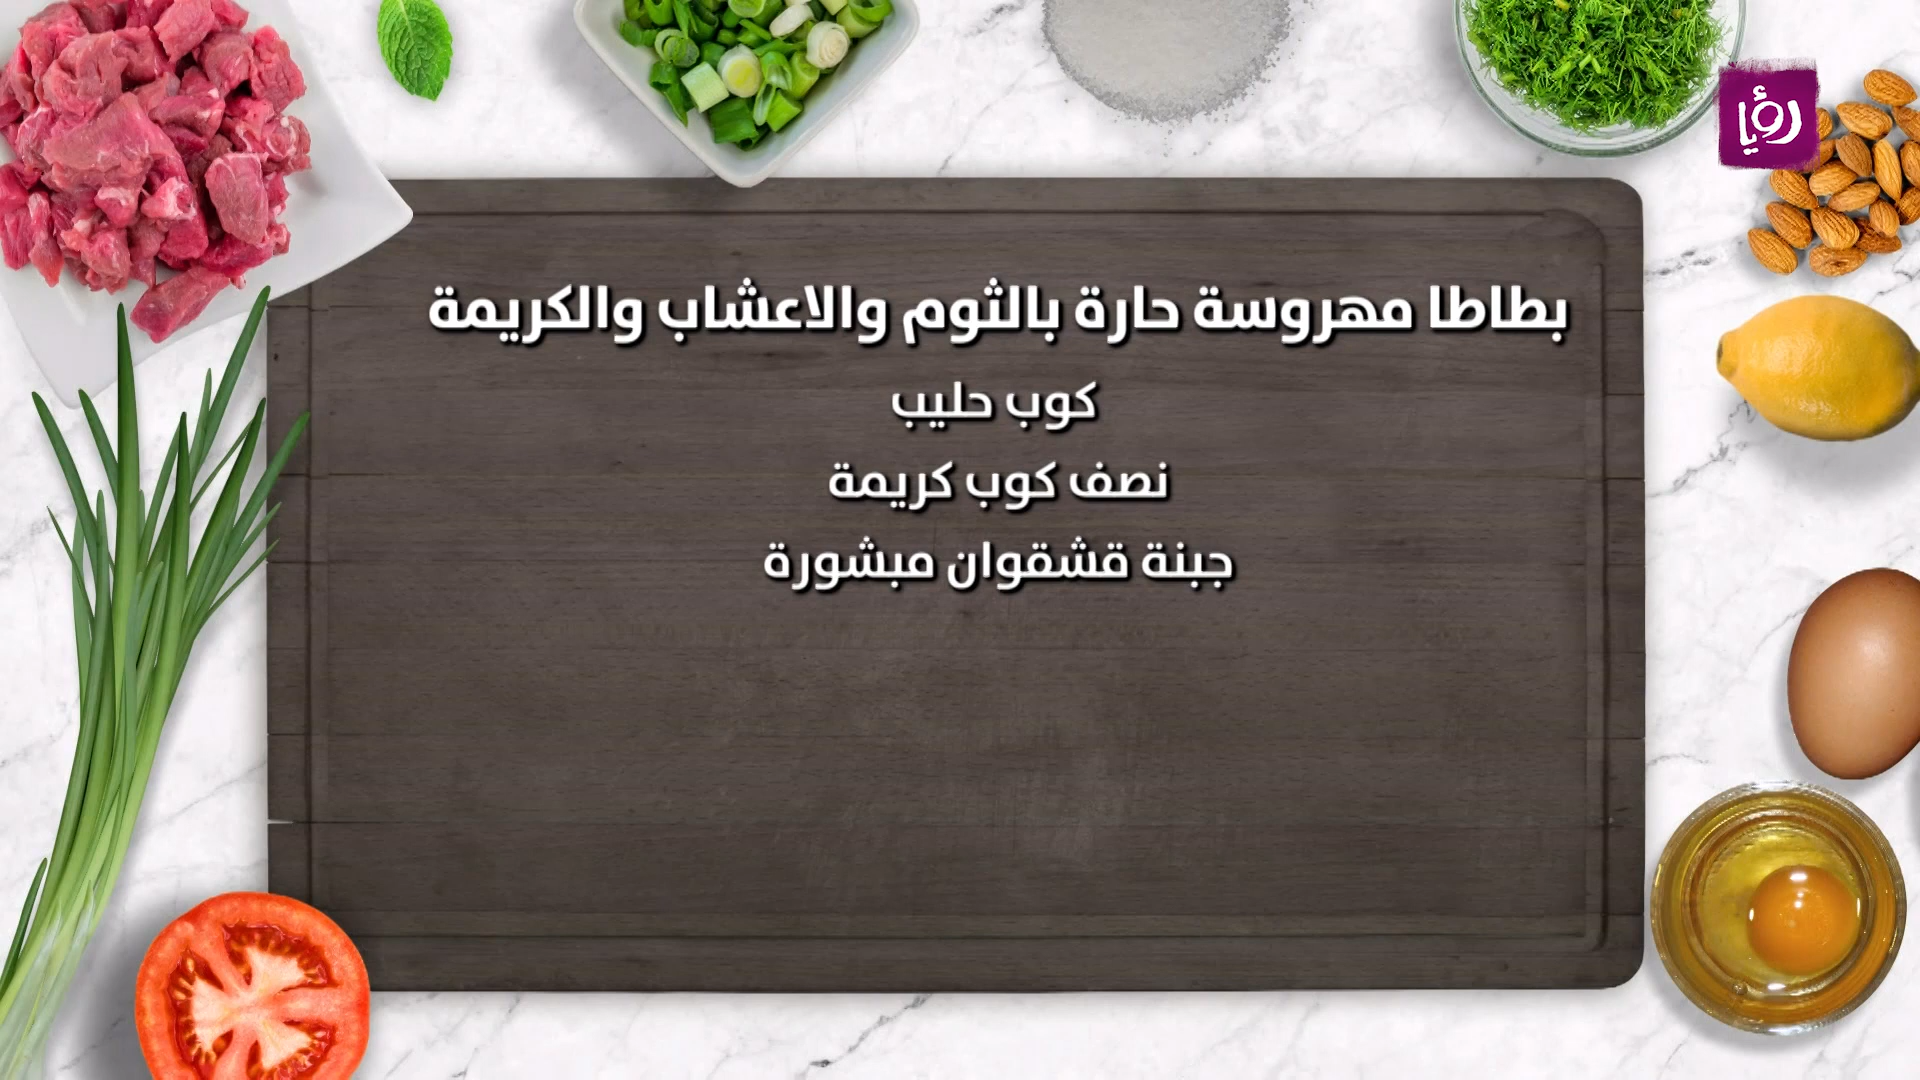 رؤيا
بطاطا مهروسة حارة بالثوم والاعشاب والكريمة
كوب حليب
نصف كوب كريمة
جبنة قشقوان مبشورة